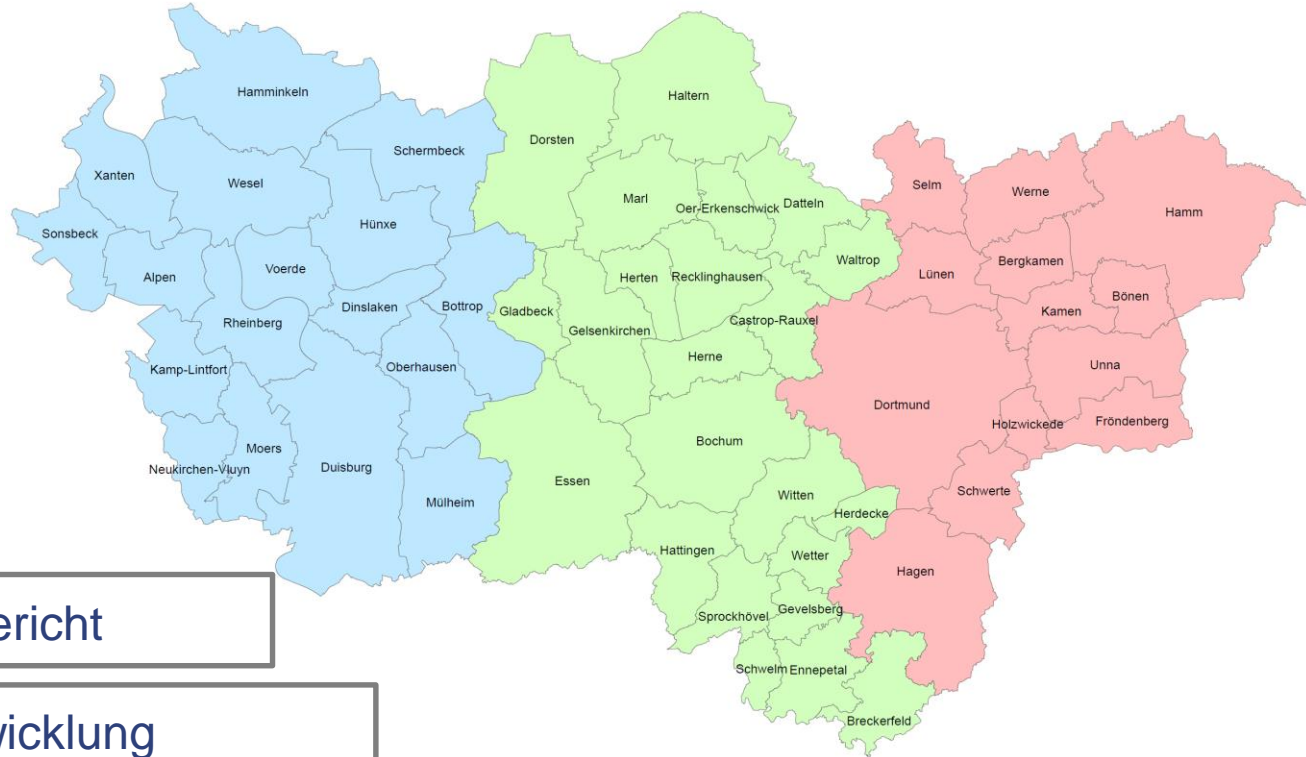 Hamminkeln
Haltern
Dorsten
Schermbeck
Xanten
Wesel
Selm
Werne
Marl
Oer-Erkenschwick
Datteln
Hamm
Hünxe
Sonsbeck
Waltrop
Bergkamen
Voerde
Alpen
Lünen
Herten
Recklinghausen
Bönen
Dinslaken
Bottrop
Gladbeck
Kamen
Rheinberg
Castrop-Rauxel
Gelsenkirchen
Herne
Unna
Kamp-Lintfort
Oberhausen
Dortmund
Holzwickede
Fröndenberg
Bochum
Moers
Neukirchen-Vluyn
Duisburg
Essen
Schwerte
Witten
Mülheim
Herdecke
Hattingen
Wetter
Hagen
Gevelsberg
Sprockhövel
Schwelm
Ennepetal
Breckerfeld
ericht
wicklung